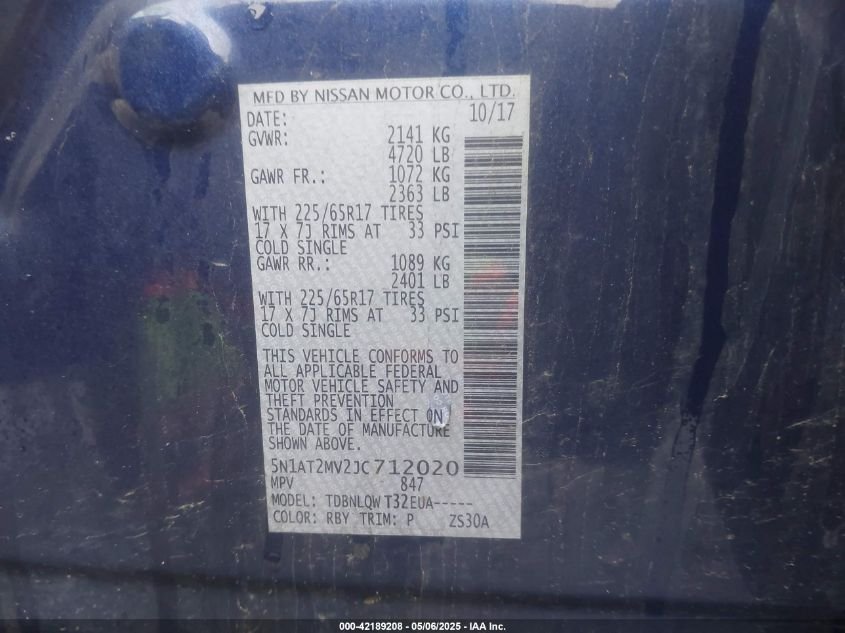 MFD BY NISSAN MOTOR CO., LTD.
DATE: 10/17
GVWR: 2141 KG
4720 LB
GAWR FR.: 1072 KG
2363 LB
WITH 225/65R17 TIRES
17 X 7J RIMS AT 33 PSI
COLD SINGLE
GAWR RR.: 1089 KG
2401 LB
WITH 225/65R17 TIRES
17 X 7J RIMS AT 33 PSI
COLD SINGLE
THIS VEHICLE CONFORMS TO
ALL APPLICABLE FEDERAL
MOTOR VEHICLE SAFETY AND
THEFT PREVENTION
STANDARDS IN EFFECT ON
THE DATE OF MANUFACTURE
SHOWN ABOVE.
5N1AT2MV2JC712020
MPV 847
MODEL: TDBNLQW T32EUA-----
COLOR: RBY TRIM: P ZS30A
000-42189208 - 05/06/2025 - IAA Inc.